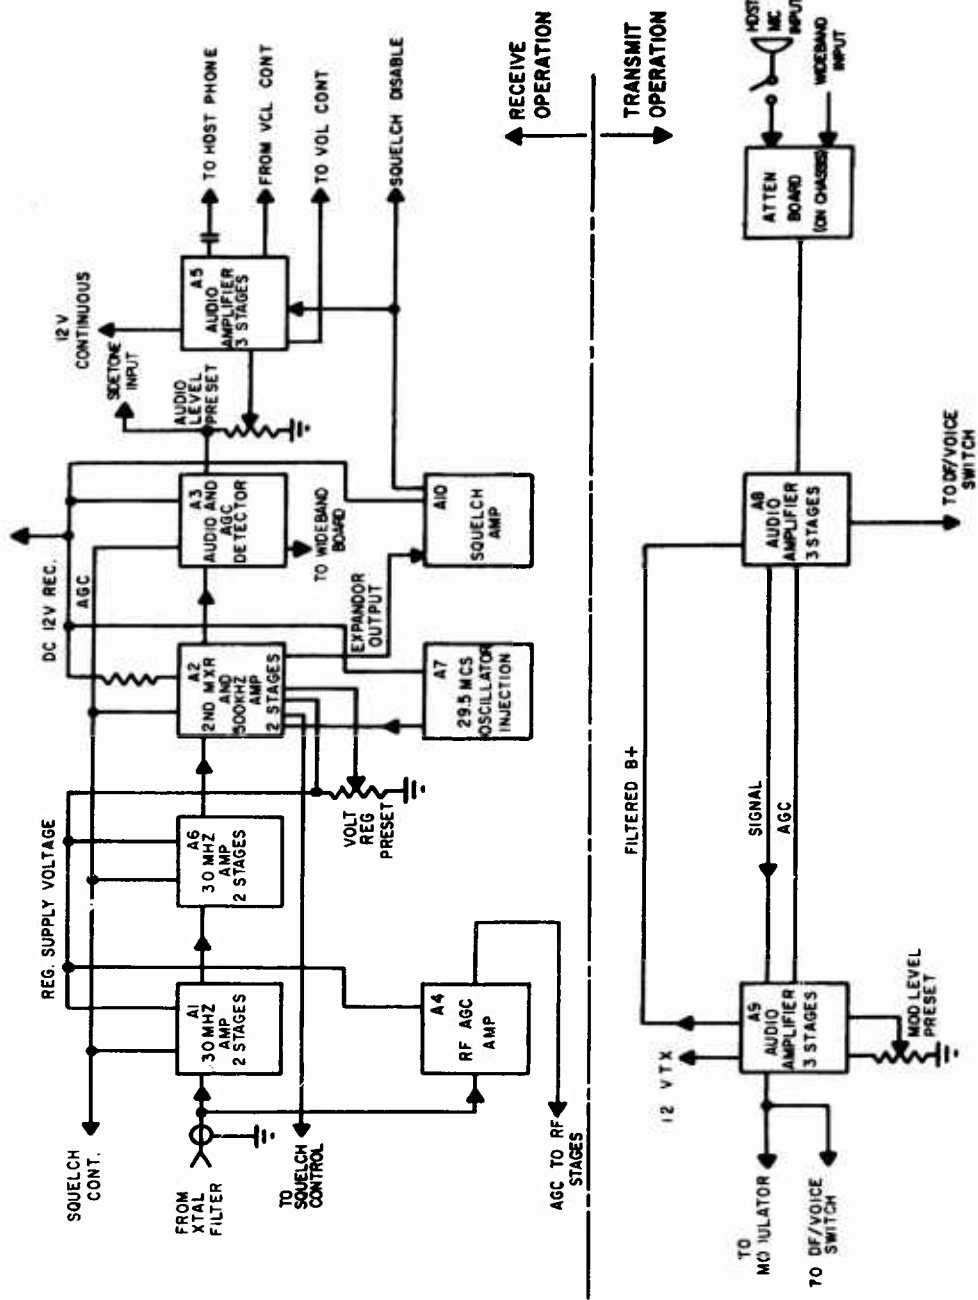 SQUELCH
CONT.
FROM
XTAL
FILTER
REG. SUPPLY VOLTAGE
A1
30 MHZ
AMP
2 STAGES
A6
30 MHZ
AMP
2 STAGES
DC 12V REC.
AGC
A2
2ND MXR
AND
500KHZ
AMP
2 STAGES
A3
AUDIO AND
AGC
DETECTOR
SIDETONE
INPUT
AUDIO
LEVEL
PRESET
12 V
CONTINUOUS
A5
AUDIO
AMPLIFIER
3 STAGES
TO HOST PHONE
FROM VCL CONT
TO VOL CONT
SQUELCH DISABLE
TO
SQUELCH
CONTROL
VOLT
REG
PRESET
EXPANDOR
OUTPUT
TO WIDEBAND
BOARD
A4
RF AGC
AMP
A7
29.5 MCS
OSCILLATOR
INJECTION
A10
SQUELCH
AMP
AGC TO RF
STAGES
RECEIVE
OPERATION
TRANSMIT
OPERATION
FILTERED B+
12 V TX
SIGNAL
AGC
A9
AUDIO
AMPLIFIER
3 STAGES
MOD LEVEL
PRESET
TO
MODULATOR
TO DF/VOICE
SWITCH
A8
AUDIO
AMPLIFIER
3 STAGES
TO DF/VOICE
SWITCH
ATTEN
BOARD
(ON CHASSIS)
HOST
MIC
INPUT
WIDEBAND
INPUT